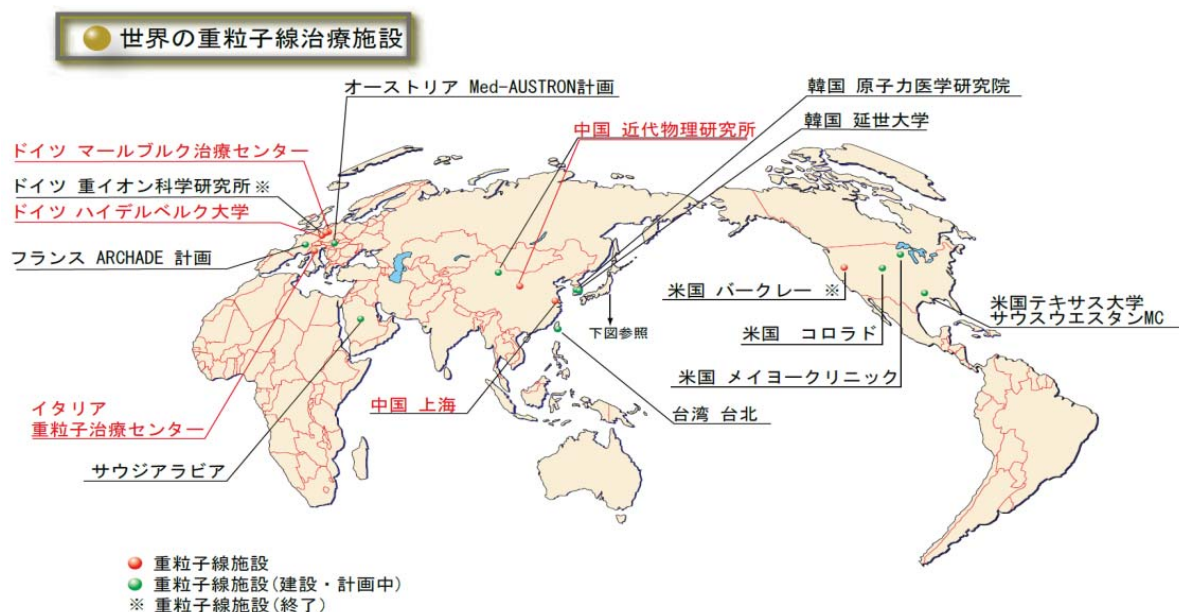 世界の重粒子線治療施設
オーストリア Med-AUSTRON計画
韓国 原子力医学研究院
中国 近代物理研究所
韓国 延世大学
ドイツ マールブルク治療センター
ドイツ 重イオン科学研究所※
ドイツ ハイデルベルク大学
フランス ARCHADE 計画
米国 バークレー ※
米国テキサス大学
サウスウエスタンMC
下図参照
米国 コロラド
米国 メイヨークリニック
イタリア
重粒子治療センター
中国 上海
台湾 台北
サウジアラビア
重粒子線施設
重粒子線施設(建設・計画中)
※ 重粒子線施設(終了)